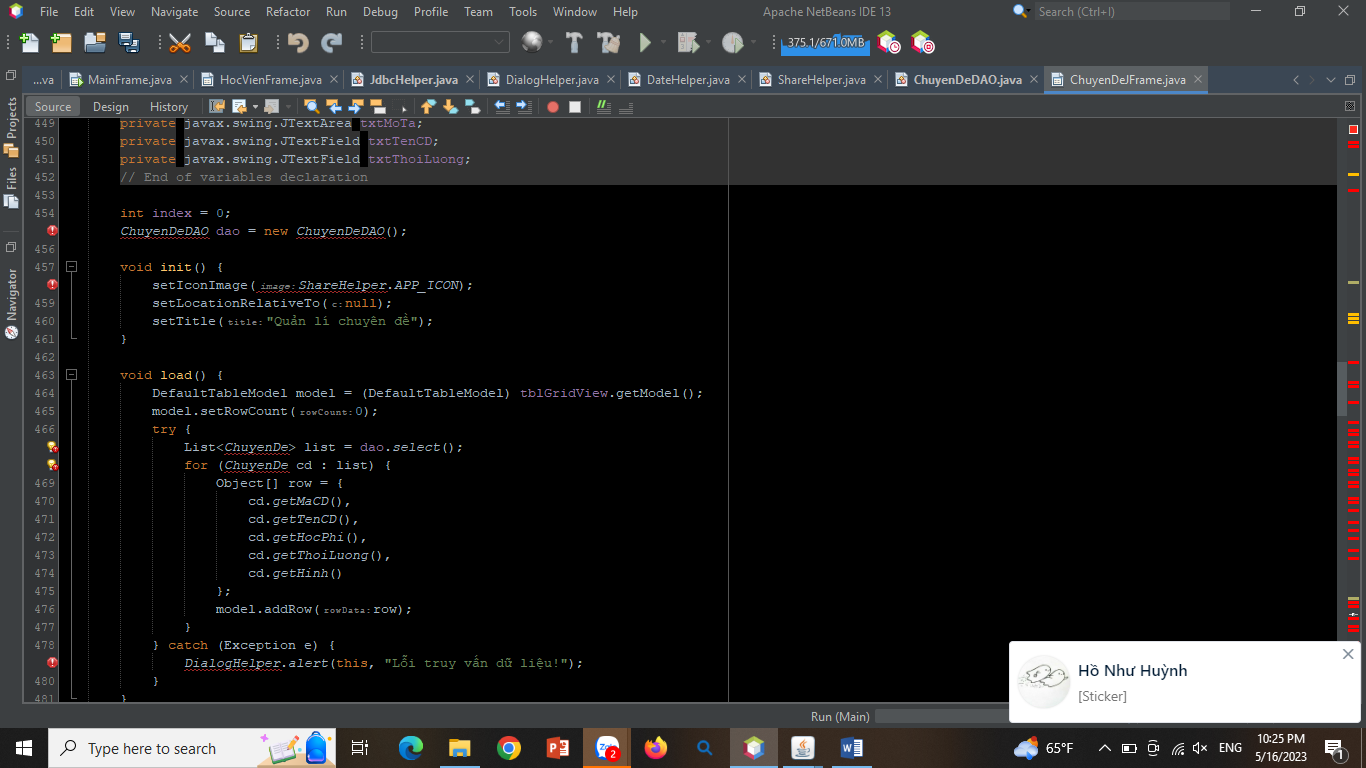 File Edit View Navigate Source Refactor Run Debug Profile Team Tools Window Help Apache NetBeans IDE 13 Search (Ctrl+I)
375.1/671.0MB
...va MainFrame.java HocVienFrame.java JdbcHelper.java DialogHelper.java DateHelper.java ShareHelper.java ChuyenDeDAO.java ChuyenDeJFrame.java
Source Design History
Projects
Files
Navigator
449 private javax.swing.JTextArea txtMoTa;
450 private javax.swing.JTextField txtTenCD;
451 private javax.swing.JTextField txtThoiLuong;
452 // End of variables declaration
453
454 int index = 0;
ChuyenDeDAO dao = new ChuyenDeDAO();
456
457 void init() {
setIconImage(image:ShareHelper.APP_ICON);
459 setLocationRelativeTo(c:null);
460 setTitle(title:"Quản lí chuyên đề");
461 }
462
463 void load() {
464 DefaultTableModel model = (DefaultTableModel) tblGridView.getModel();
465 model.setRowCount(rowCount:0);
466 try {
List<ChuyenDe> list = dao.select();
for (ChuyenDe cd : list) {
469 Object[] row = {
470 cd.getMaCD(),
471 cd.getTenCD(),
472 cd.getHocPhi(),
473 cd.getThoiLuong(),
474 cd.getHinh()
475 };
476 model.addRow(rowData:row);
477 }
478 } catch (Exception e) {
DialogHelper.alert(this, "Lỗi truy vấn dữ liệu!");
480 }
481 }
Hồ Như Huỳnh
[Sticker]
Run (Main)
Type here to search
2
65°F
ENG
10:25 PM
5/16/2023
1